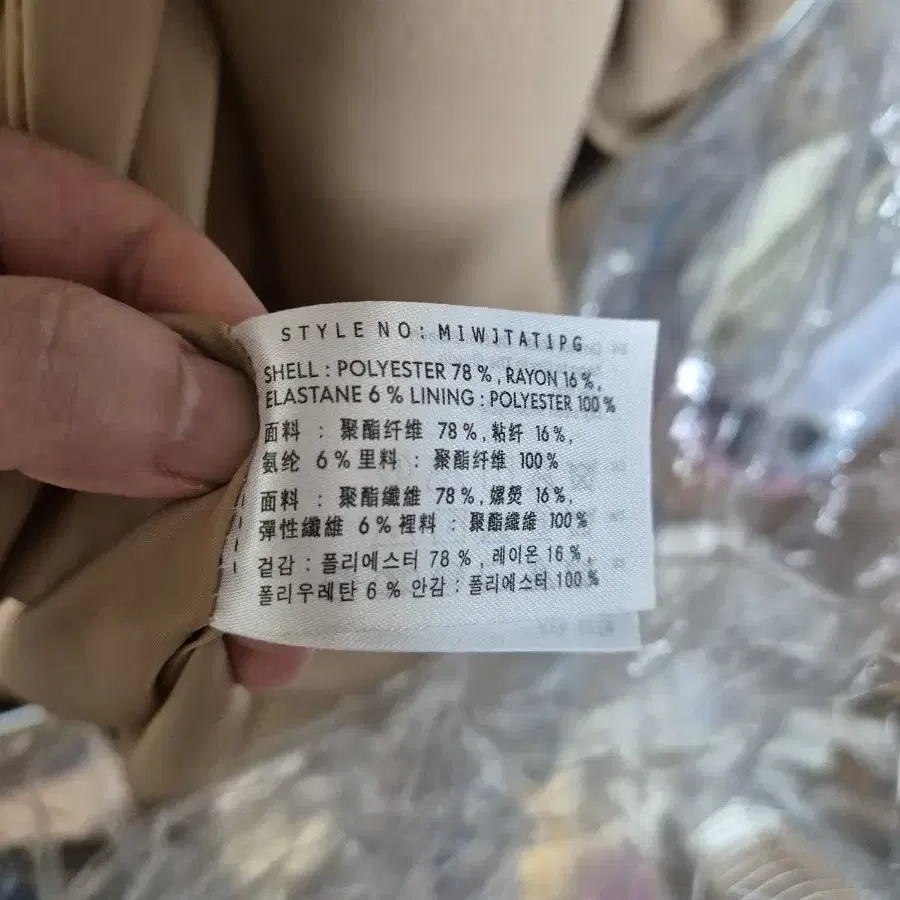 STYLE NO: MIWJTAT1PG
SHELL : POLYESTER 78 %, RAYON 16 %,
ELASTANE 6 % LINING : POLYESTER 100 %
面料 : 聚酯纤维 78 %, 粘纤 16 %,
氨纶 6 % 里料 : 聚酯纤维 100 %
面料 : 聚酯纖維 78 %, 嫘熒 16 %,
彈性纖維 6 % 裡料 : 聚酯纖維 100 %
겉감 : 폴리에스터 78 %, 레이온 16 %,
폴리우레탄 6 % 안감 : 폴리에스터 100 %